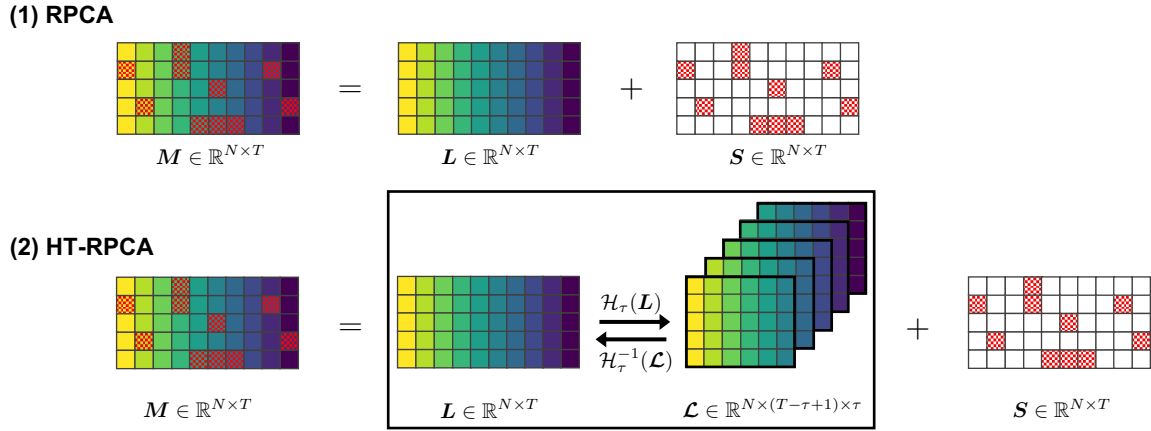 (1) RPCA
=
+
M ∈ ℝ^{N×T}
L ∈ ℝ^{N×T}
S ∈ ℝ^{N×T}
(2) HT-RPCA
=
ℋ_τ(L)
ℋ_τ^{-1}(𝓛)
+
M ∈ ℝ^{N×T}
L ∈ ℝ^{N×T}
𝓛 ∈ ℝ^{N×(T−τ+1)×τ}
S ∈ ℝ^{N×T}